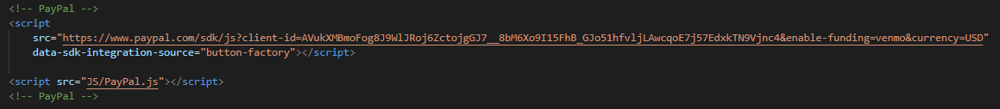 <!-- PayPal -->
<script
src="https://www.paypal.com/sdk/js?client-id=AVukXMBmoFog8J9WlJRoj6ZctojgGJ7__8bM6Xo9I15FhB_GJo51hfvljLAwcqoE7j57EdxkTN9Vjnc4&enable-funding=venmo&currency=USD"
data-sdk-integration-source="button-factory"></script>
<script src="JS/PayPal.js"></script>
<!-- PayPal -->